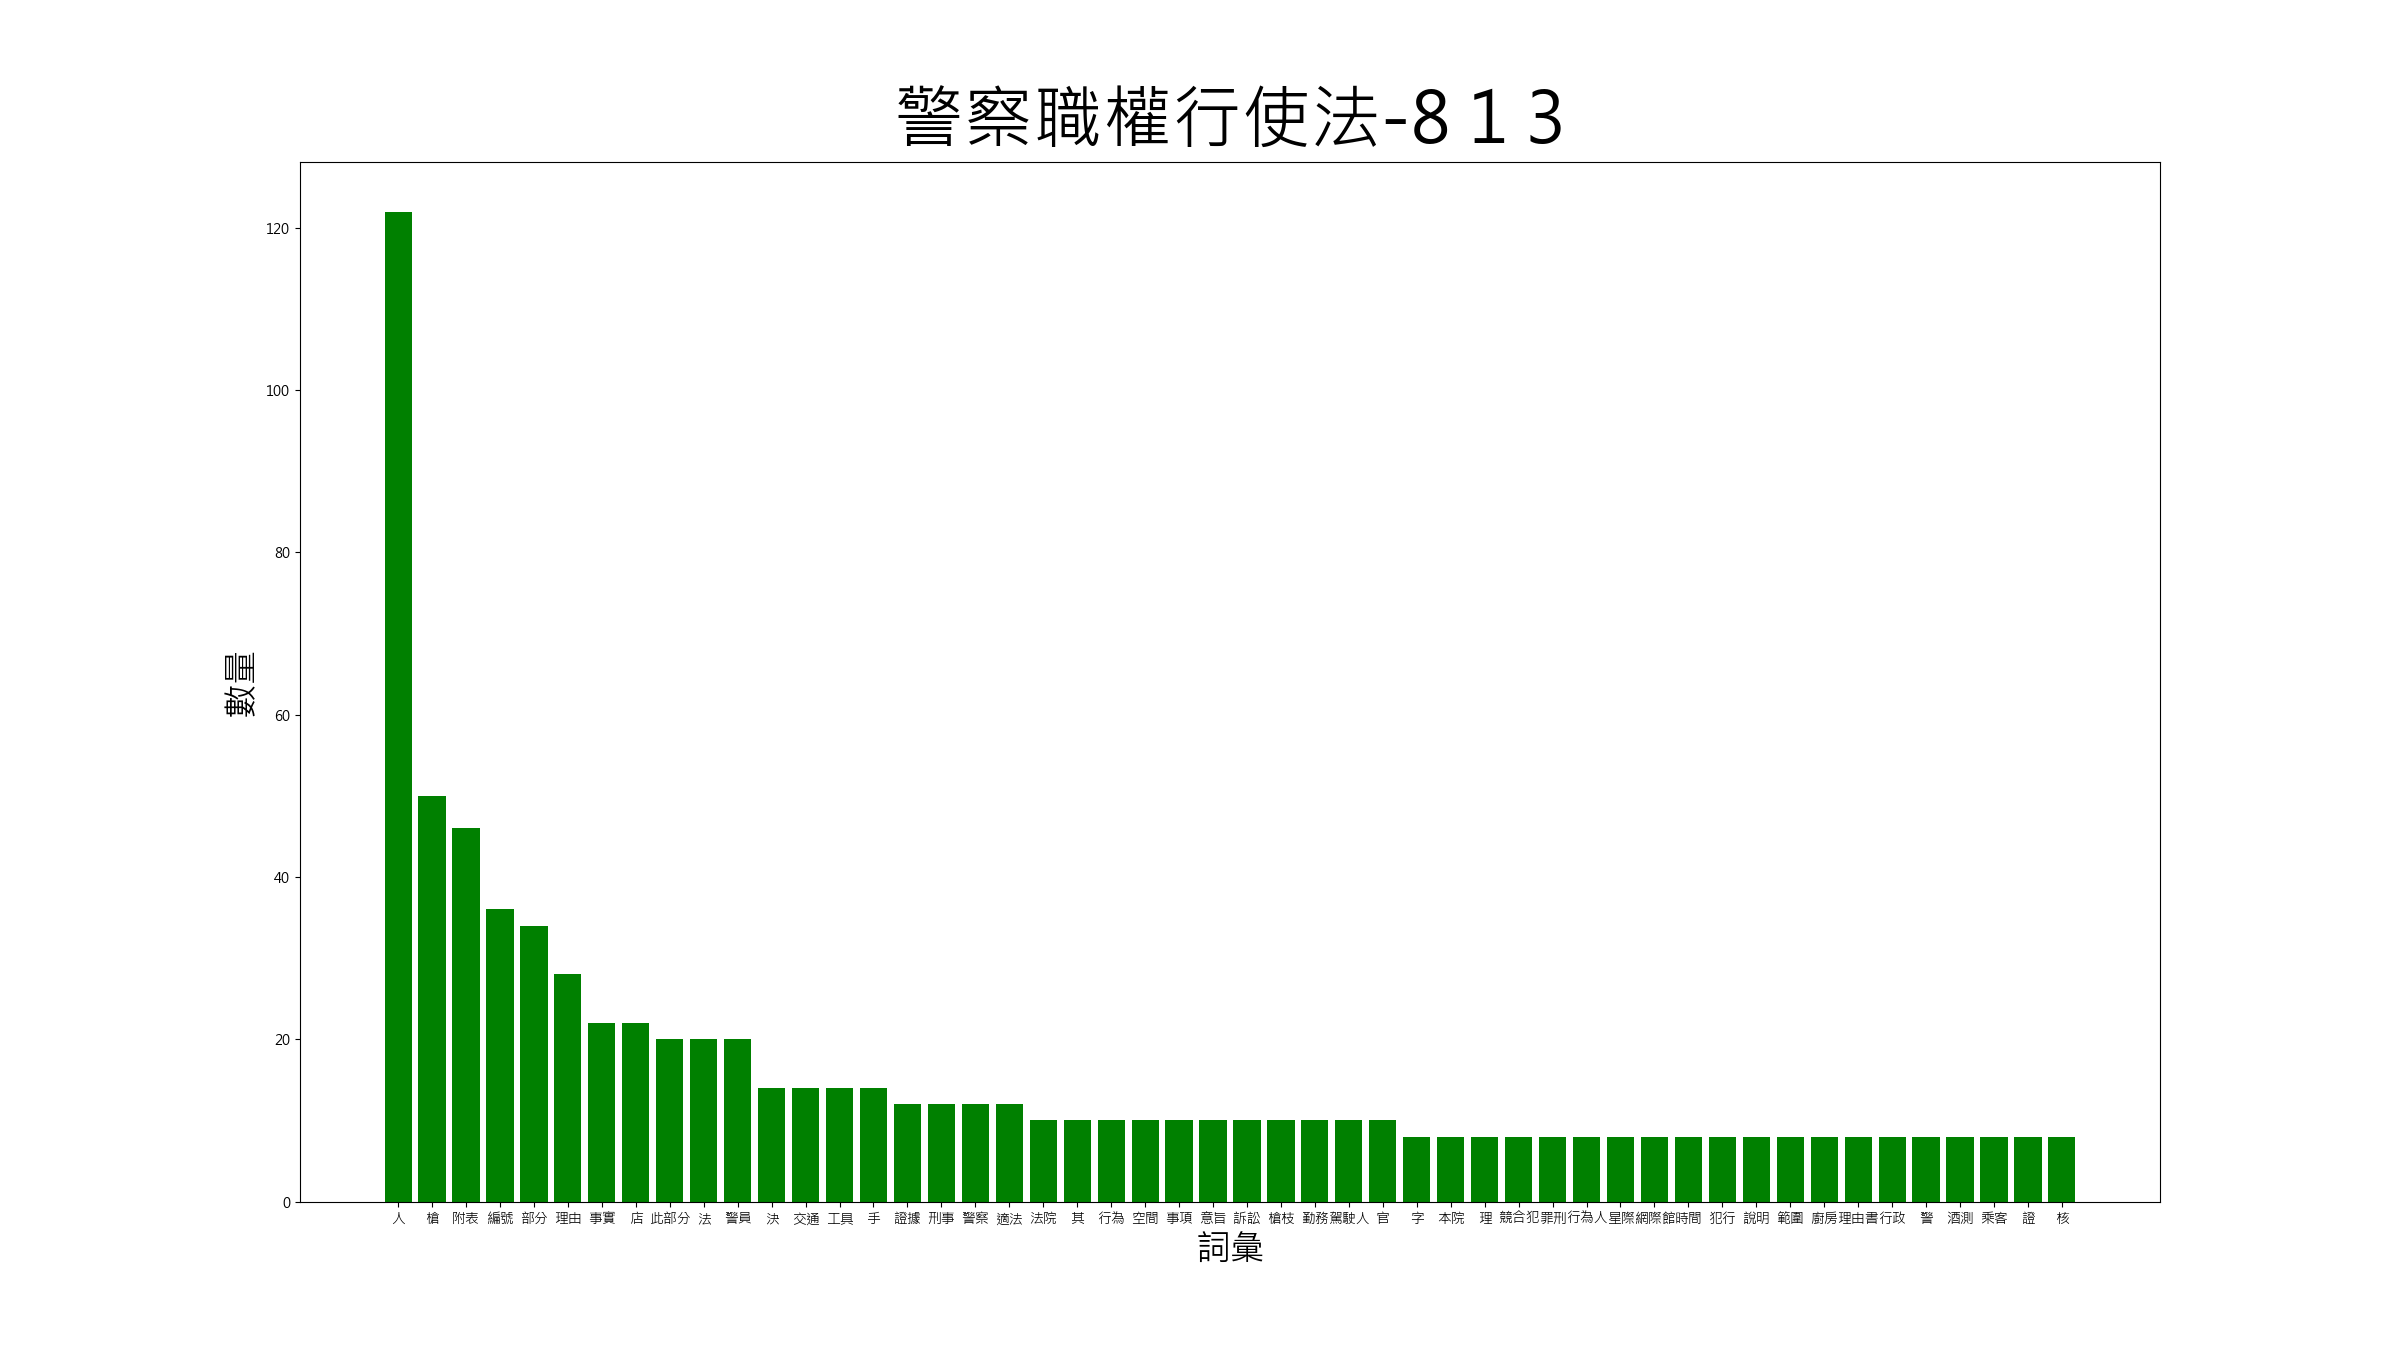 警察職權行使法-８１３
120
100
80
60
40
20
0
數量
人 槍 附表 編號 部分 理由 事實 店 此部分 法 警員 決 交通 工具 手 證據 刑事 警察 適法 法院 其 行為 空間 事項 意旨 訴訟 槍枝 勤務 駕駛人 官 字 本院 理 競合犯 罪刑 行為人 星際 網際館 時間 犯行 說明 範圍 廚房 理由書 行政 警 酒測 乘客 證 核
詞彙